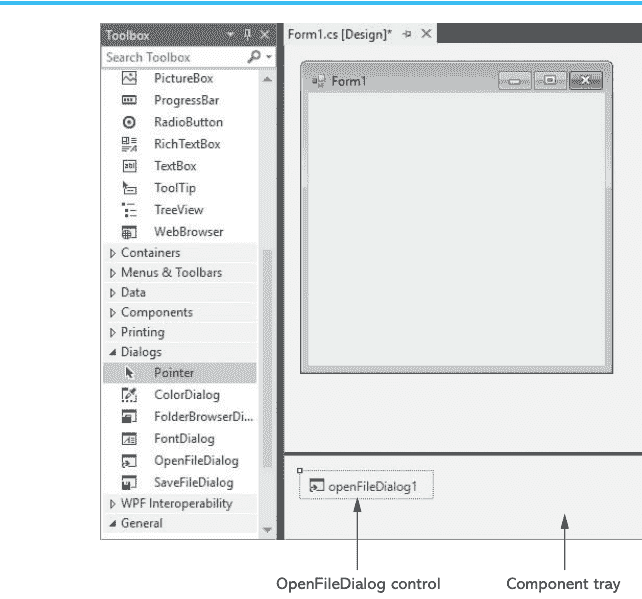 Toolbox
Search Toolbox
PictureBox
ProgressBar
RadioButton
RichTextBox
TextBox
ToolTip
TreeView
WebBrowser
Containers
Menus & Toolbars
Data
Components
Printing
Dialogs
Pointer
ColorDialog
FolderBrowserDi...
FontDialog
OpenFileDialog
SaveFileDialog
WPF Interoperability
General
Form1.cs [Design]*
Form1
openFileDialog1
OpenFileDialog control
Component tray